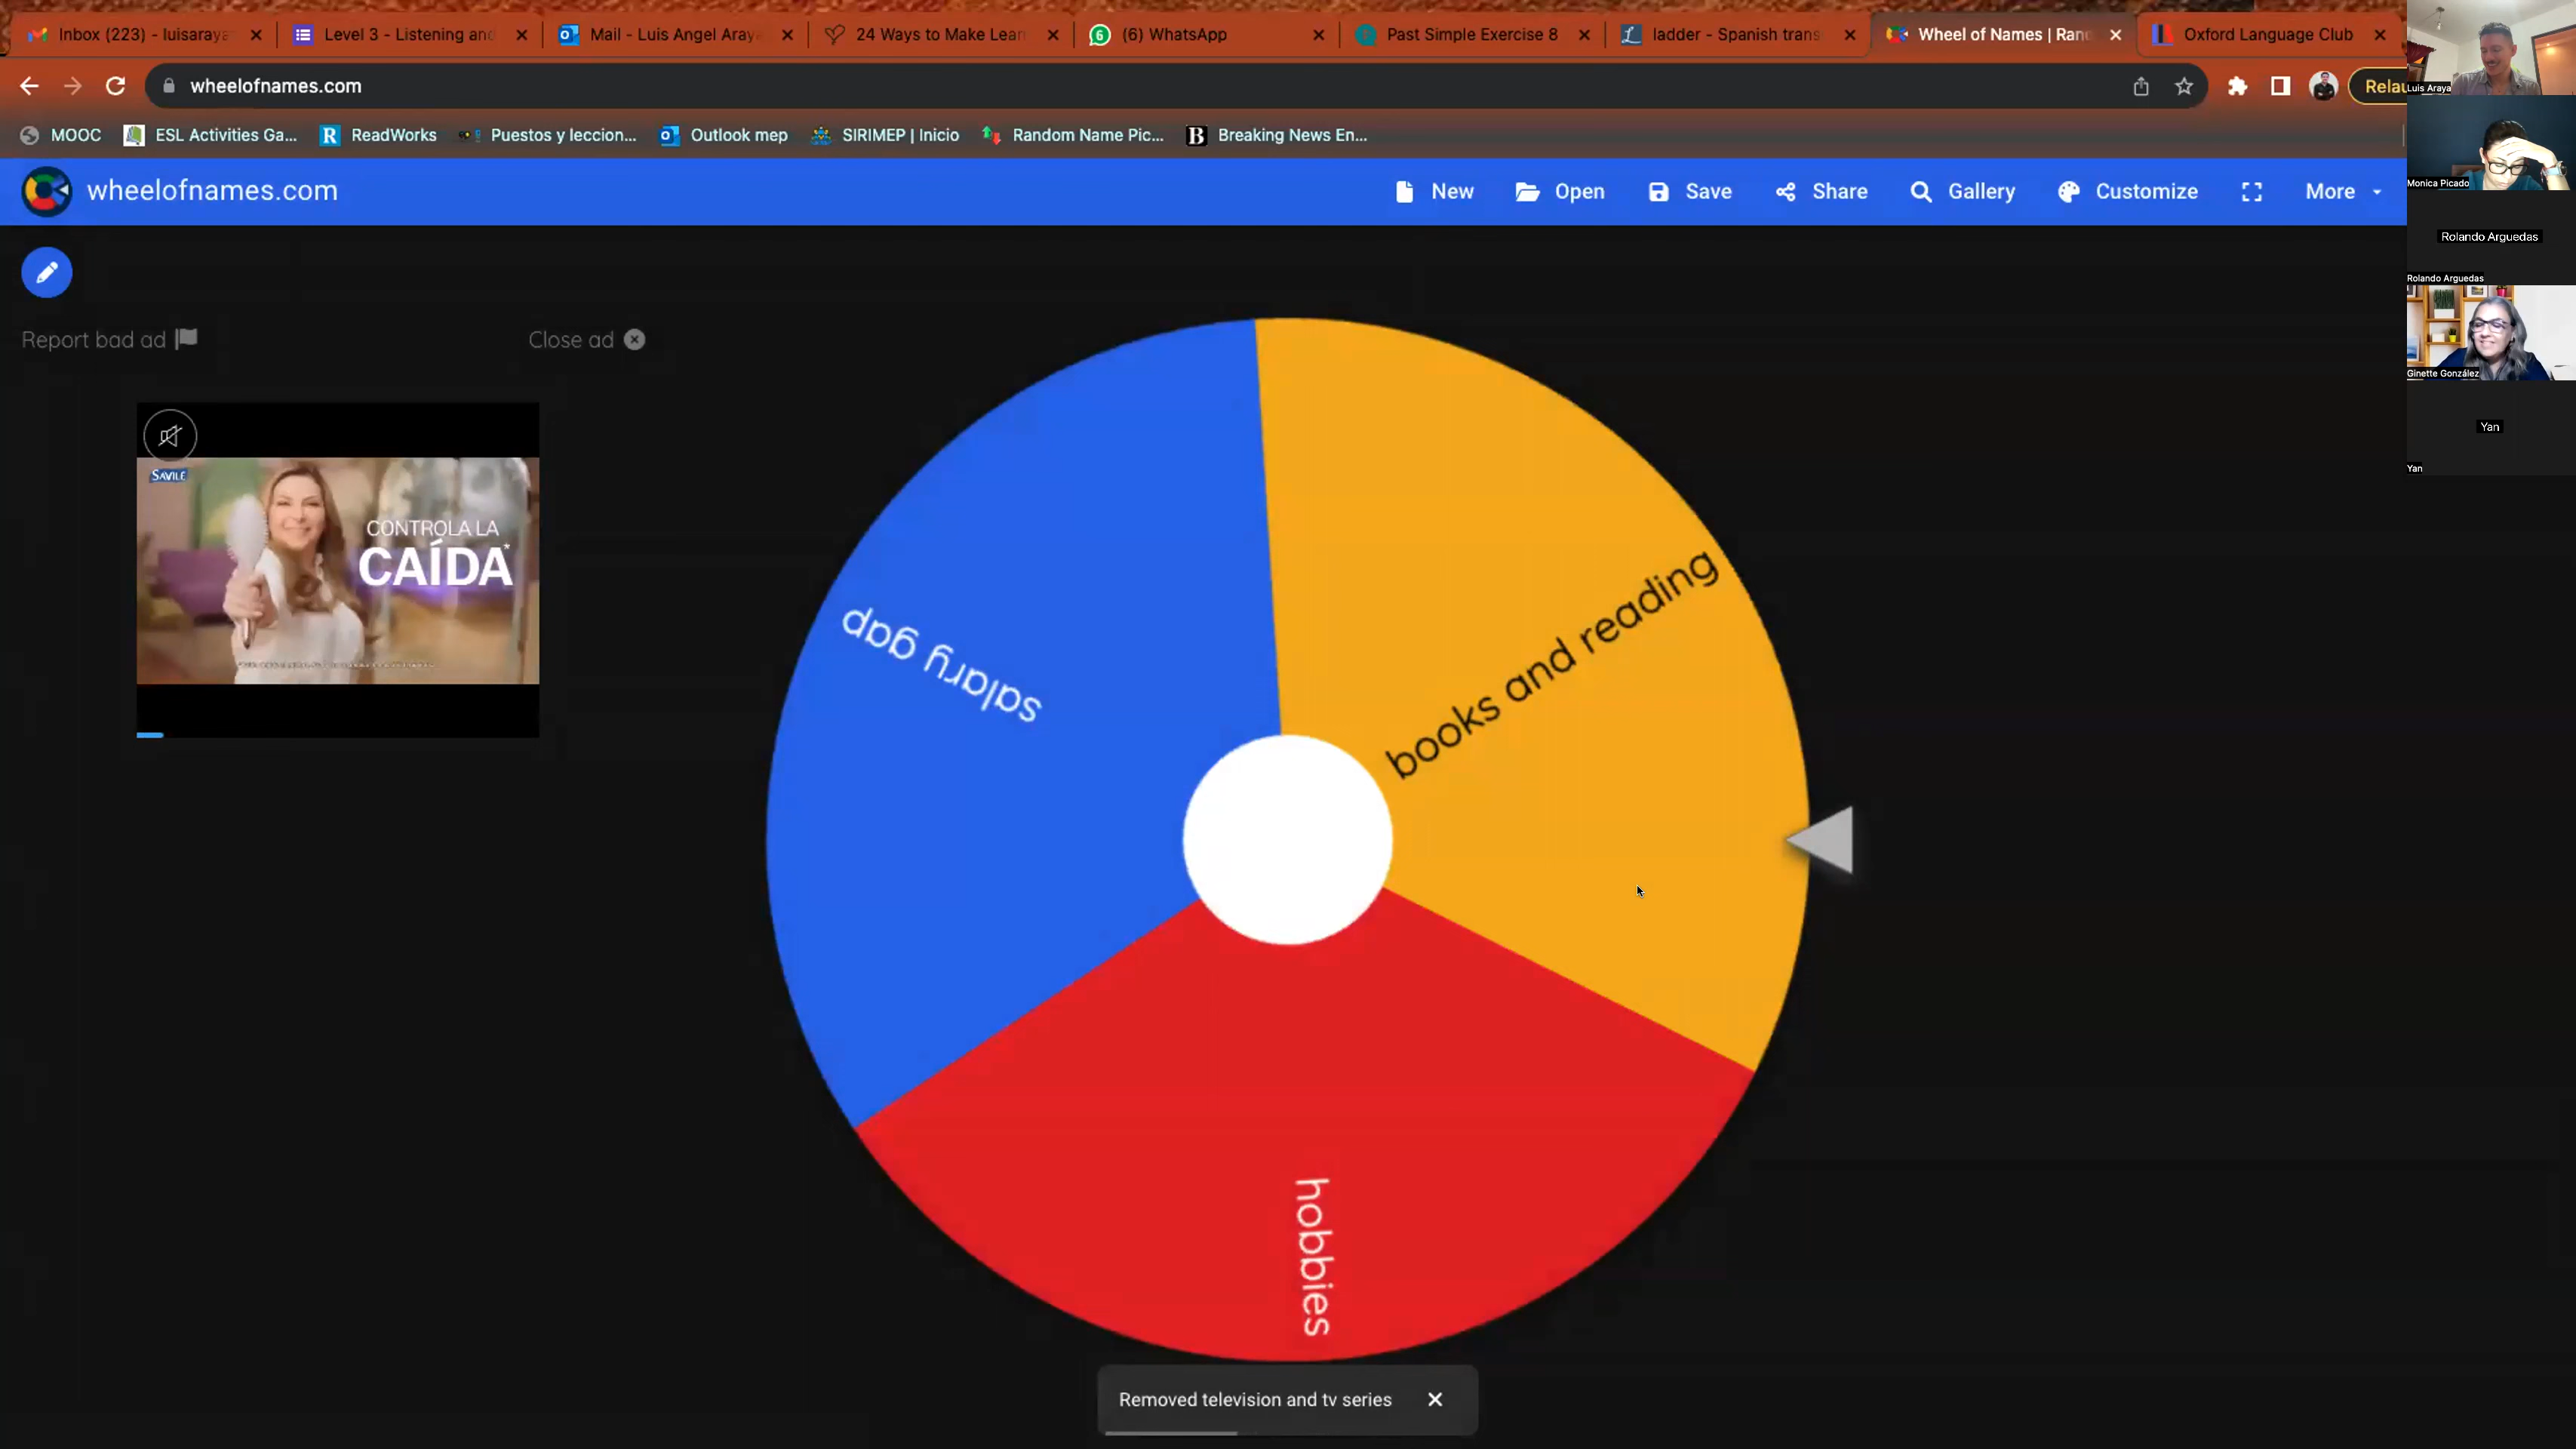 Inbox (223) - luisaraya
Level 3 - Listening and
Mail - Luis Angel Aray
24 Ways to Make Lear
(6) WhatsApp
Past Simple Exercise 8
ladder - Spanish trans
Wheel of Names | Ran
Oxford Language Club
wheelofnames.com
Relau
MOOC
ESL Activities Ga...
ReadWorks
Puestos y leccion...
Outlook mep
SIRIMEP | Inicio
Random Name Pic...
Breaking News En...
wheelofnames.com
New
Open
Save
Share
Gallery
Customize
More
Luis Araya
Monica Picado
Rolando Arguedas
Rolando Arguedas
Ginette González
Yan
Yan
Report bad ad
Close ad
SAVILÉ
CONTROLA LA
CAÍDA*
salary gap
books and reading
hobbies
Removed television and tv series